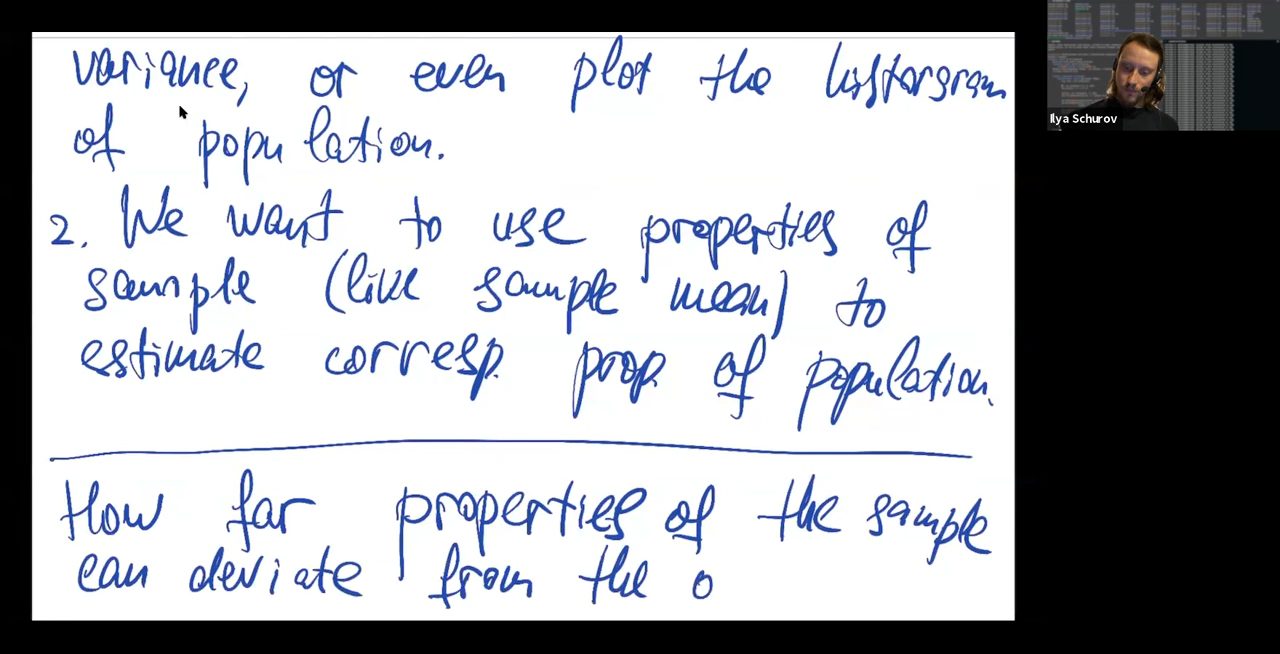 variance, or even plot the histogram
of population.
2. We want to use properties of
sample (like sample mean) to
estimate corresp. prop. of population.
How far properties of the sample
can deviate from the o
Ilya Schurov